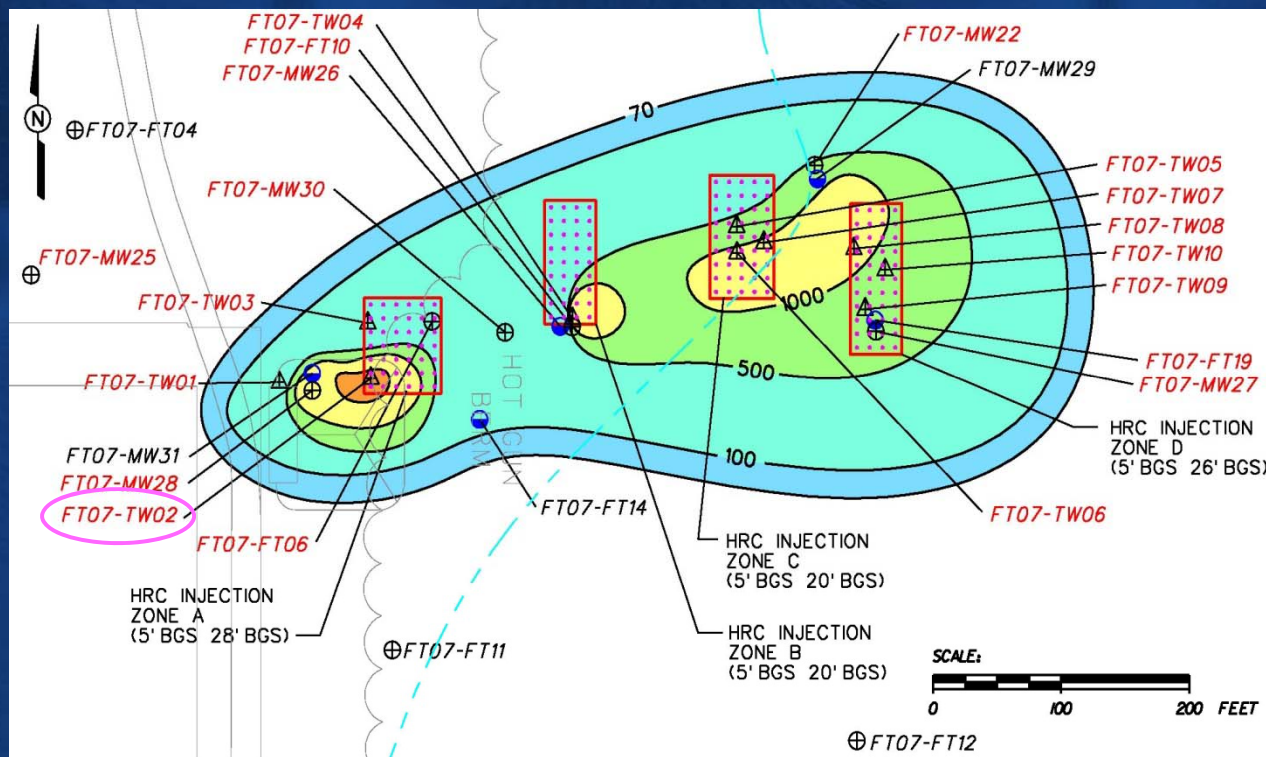 FT07-TW04
FT07-FT10
FT07-MW26
FT07-MW22
FT07-MW29
N
FT07-FT04
70
FT07-MW30
FT07-TW05
FT07-TW07
FT07-TW08
FT07-TW10
FT07-TW09
FT07-MW25
FT07-TW03
1000
FT07-TW01
HOT GUN
BERM
500
FT07-FT19
FT07-MW27
100
HRC INJECTION
ZONE D
(5' BGS 26' BGS)
FT07-MW31
FT07-MW28
FT07-TW02
FT07-FT14
FT07-TW06
FT07-FT06
HRC INJECTION
ZONE C
(5' BGS 20' BGS)
HRC INJECTION
ZONE A
(5' BGS 28' BGS)
HRC INJECTION
ZONE B
(5' BGS 20' BGS)
FT07-FT11
SCALE:
0 100 200 FEET
FT07-FT12